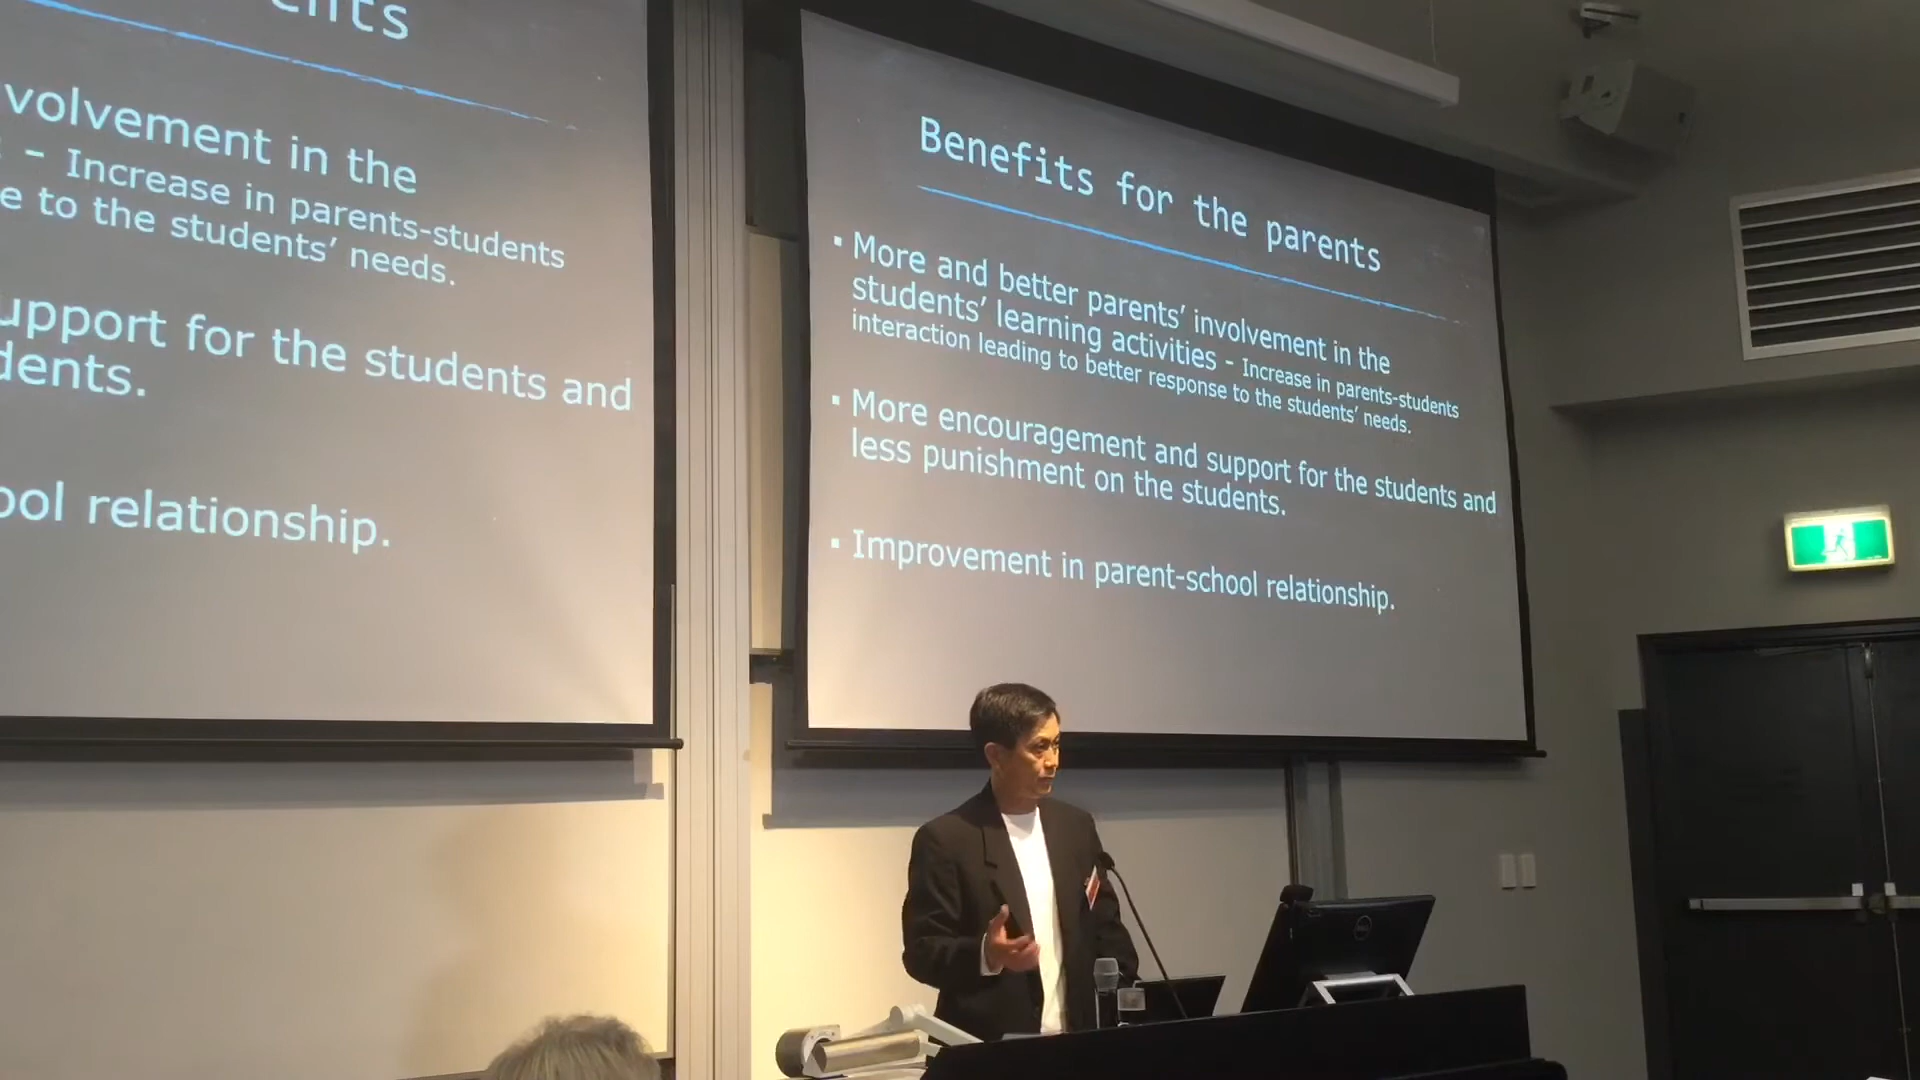 ents
volvement in the
– Increase in parents-students
e to the students’ needs.
upport for the students and
dents.
ool relationship.
Benefits for the parents
▪ More and better parents’ involvement in the
students’ learning activities – Increase in parents-students
interaction leading to better response to the students’ needs.
▪ More encouragement and support for the students and
less punishment on the students.
▪ Improvement in parent-school relationship.
DELL